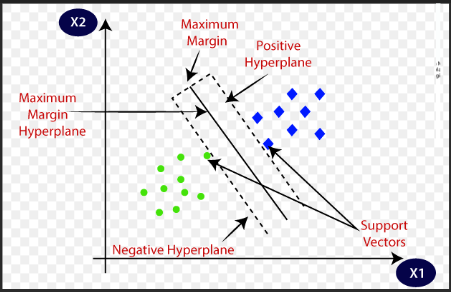 X2
Maximum
Margin
Positive
Hyperplane
Maximum
Margin
Hyperplane
Support
Vectors
Negative Hyperplane
X1